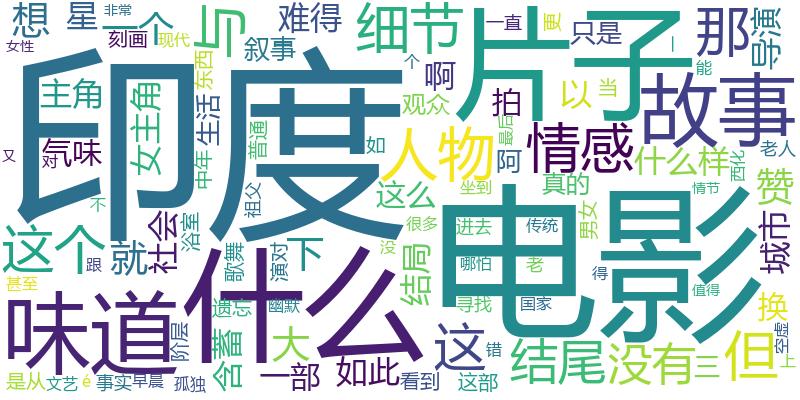 想
星
非常
一个
与
难得
细节
片子
一直
更
只是
那
导演
女性
刻画
现代
叙事
东西
啊
个
丨
能
印度
主角
女主角
生活
观众
拍
以
当
故事
又
对
气味
中年
普通
如
人物
最后
阿
情感
什么样
老人
西化
不
祖父
这么
坐到
真的
情节
赞
这个
就
社会
浴室
歌舞
演对
下
没
很多
进去
传统
男女
电影
城市
跟
结局
哪怕
老
得
甚至
味道
什么
遗忘
幽默
寻找
国家
值得
换
空虚
阶层
含蓄
大
这
错
结尾
没有
三
但
上
是从
文艺
é
事实
早晨
孤独
一部
如此
看到
这部